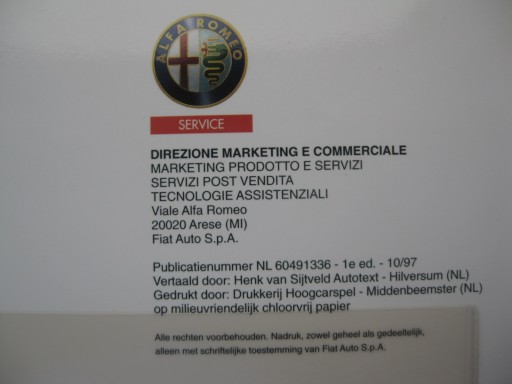 ALFA ROMEO
SERVICE
DIREZIONE MARKETING E COMMERCIALE
MARKETING PRODOTTO E SERVIZI
SERVIZI POST VENDITA
TECNOLOGIE ASSISTENZIALI
Viale Alfa Romeo
20020 Arese (MI)
Fiat Auto S.p.A.
Publicatienummer NL 60491336 - 1e ed. - 10/97
Vertaald door: Henk van Sijtveld Autotext - Hilversum (NL)
Gedrukt door: Drukkerij Hoogcarspel - Middenbeemster (NL)
op milieuvriendelijk chloorvrij papier
Alle rechten voorbehouden. Nadruk, zowel geheel als gedeeltelijk,
alleen met schriftelijke toestemming van Fiat Auto S.p.A.